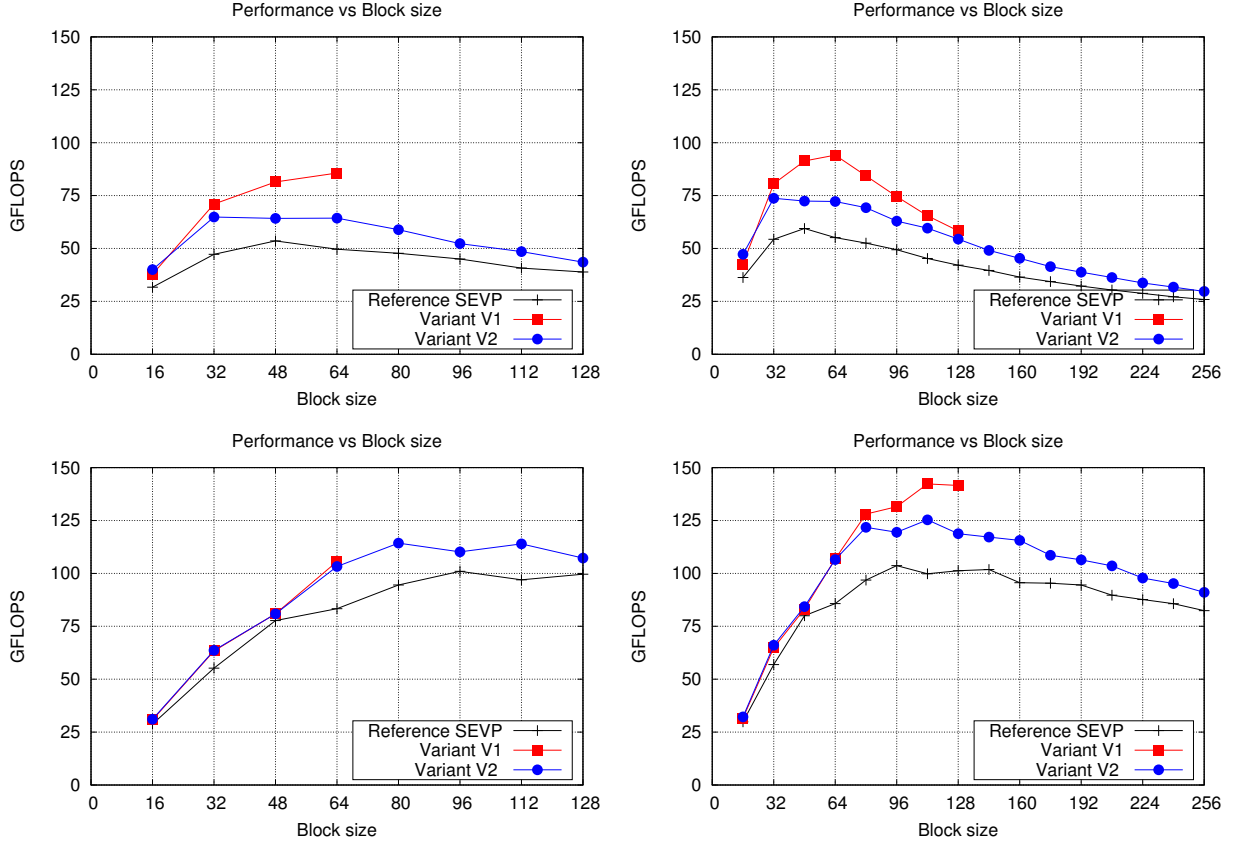 Performance vs Block size
150
125
100
75
50
25
0
GFLOPS
Reference SEVP
Variant V1
Variant V2
0 16 32 48 64 80 96 112 128
Block size
Performance vs Block size
150
125
100
75
50
25
0
GFLOPS
Reference SEVP
Variant V1
Variant V2
0 32 64 96 128 160 192 224 256
Block size
Performance vs Block size
150
125
100
75
50
25
0
GFLOPS
Reference SEVP
Variant V1
Variant V2
0 16 32 48 64 80 96 112 128
Block size
Performance vs Block size
150
125
100
75
50
25
0
GFLOPS
Reference SEVP
Variant V1
Variant V2
0 32 64 96 128 160 192 224 256
Block size